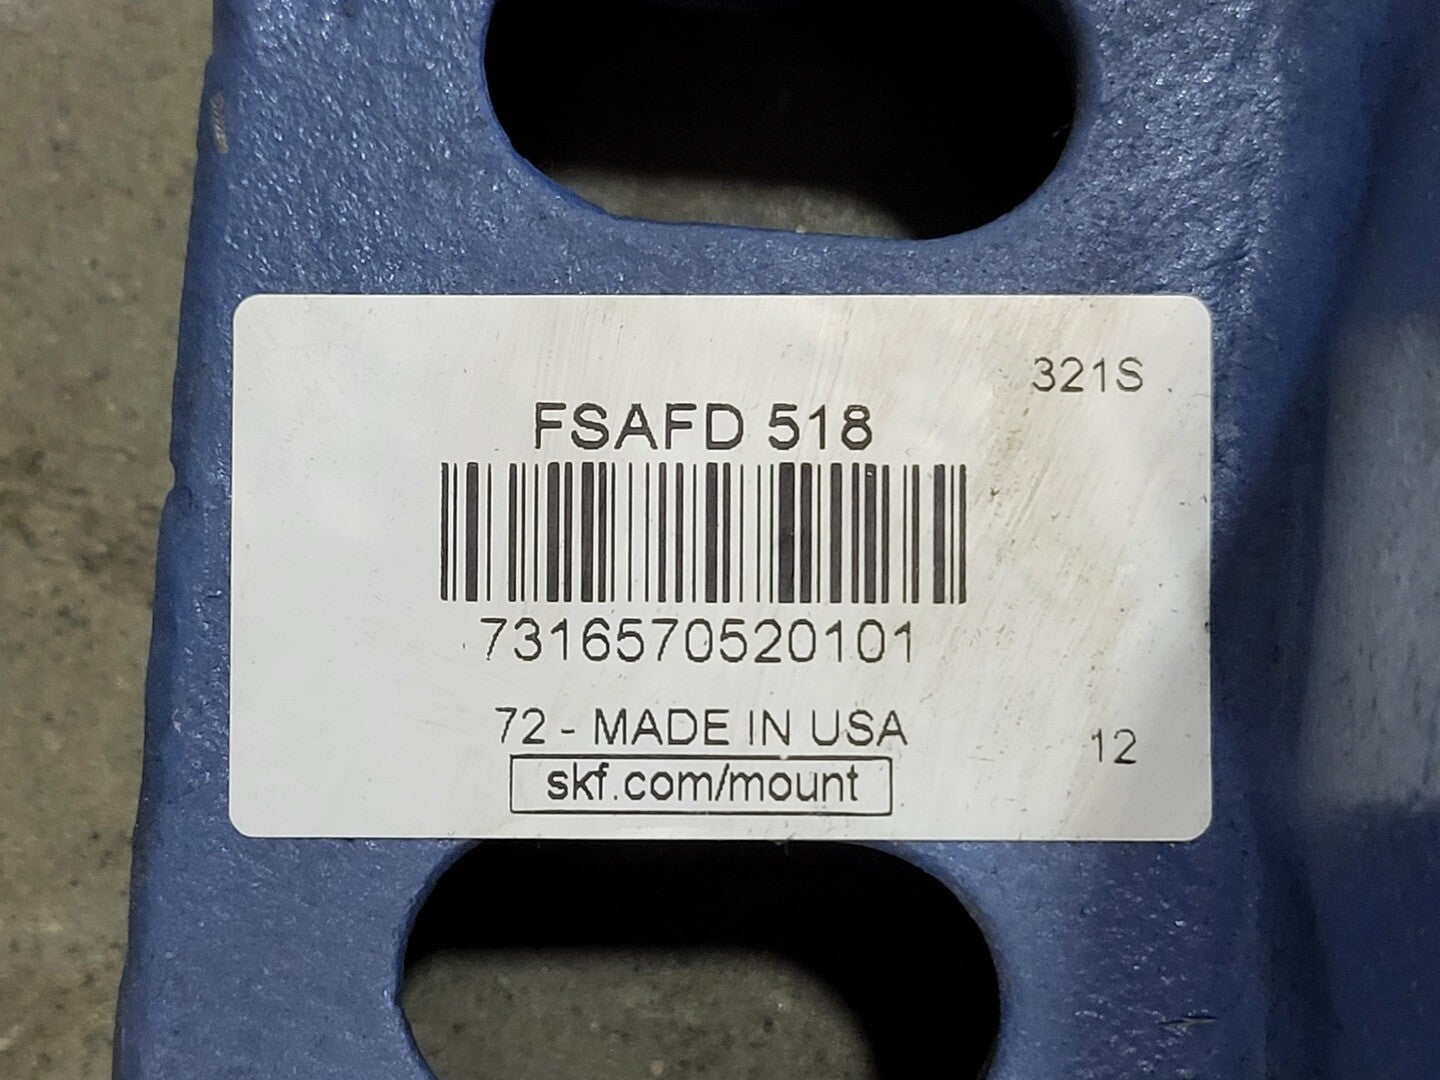 321S
FSAFD 518
7316570520101
72 - MADE IN USA
12
skf.com/mount